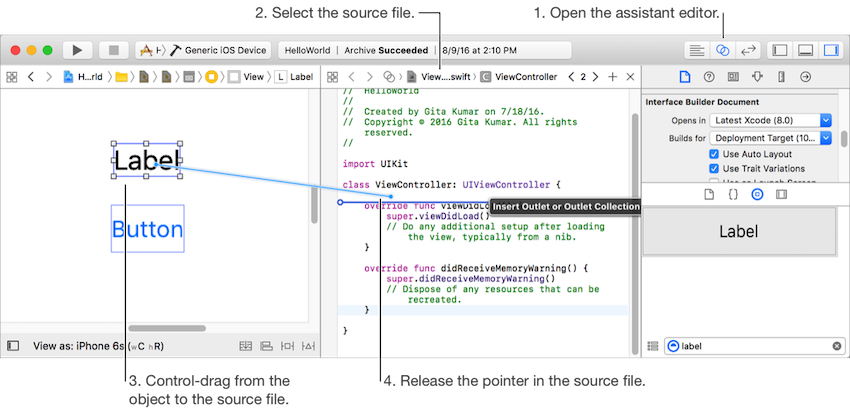 2. Select the source file.
1. Open the assistant editor.
Generic iOS Device
HelloWorld | Archive Succeeded | 8/9/16 at 2:10 PM
H...rld
View
L Label
View....swift
C ViewController
2
Label
Button
// HelloWorld
//
// Created by Gita Kumar on 7/18/16.
// Copyright © 2016 Gita Kumar. All rights
reserved.
//
import UIKit
class ViewController: UIViewController {
override func viewDidLo
Insert Outlet or Outlet Collection
super.viewDidLoad()
// Do any additional setup after loading
the view, typically from a nib.
}
override func didReceiveMemoryWarning() {
super.didReceiveMemoryWarning()
// Dispose of any resources that can be
recreated.
}
}
Interface Builder Document
Opens in Latest Xcode (8.0)
Builds for Deployment Target (10...
Use Auto Layout
Use Trait Variations
Use as Launch Screen
{}
Label
View as: iPhone 6s (wC hR)
label
3. Control-drag from the
object to the source file.
4. Release the pointer in the source file.